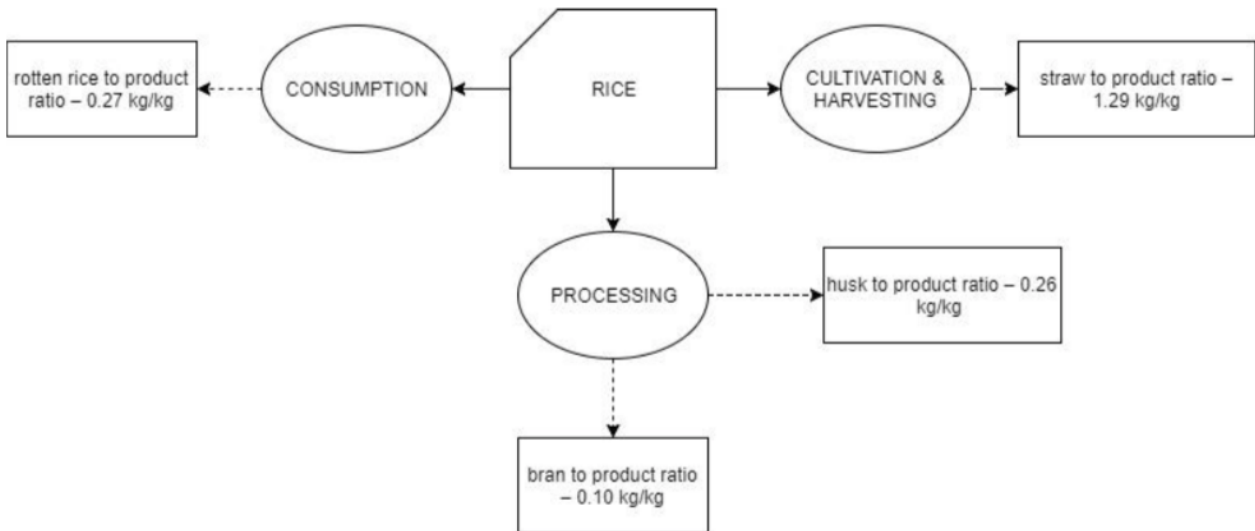 rotten rice to product
ratio – 0.27 kg/kg
CONSUMPTION
RICE
CULTIVATION &
HARVESTING
straw to product ratio –
1.29 kg/kg
PROCESSING
husk to product ratio – 0.26
kg/kg
bran to product ratio
– 0.10 kg/kg